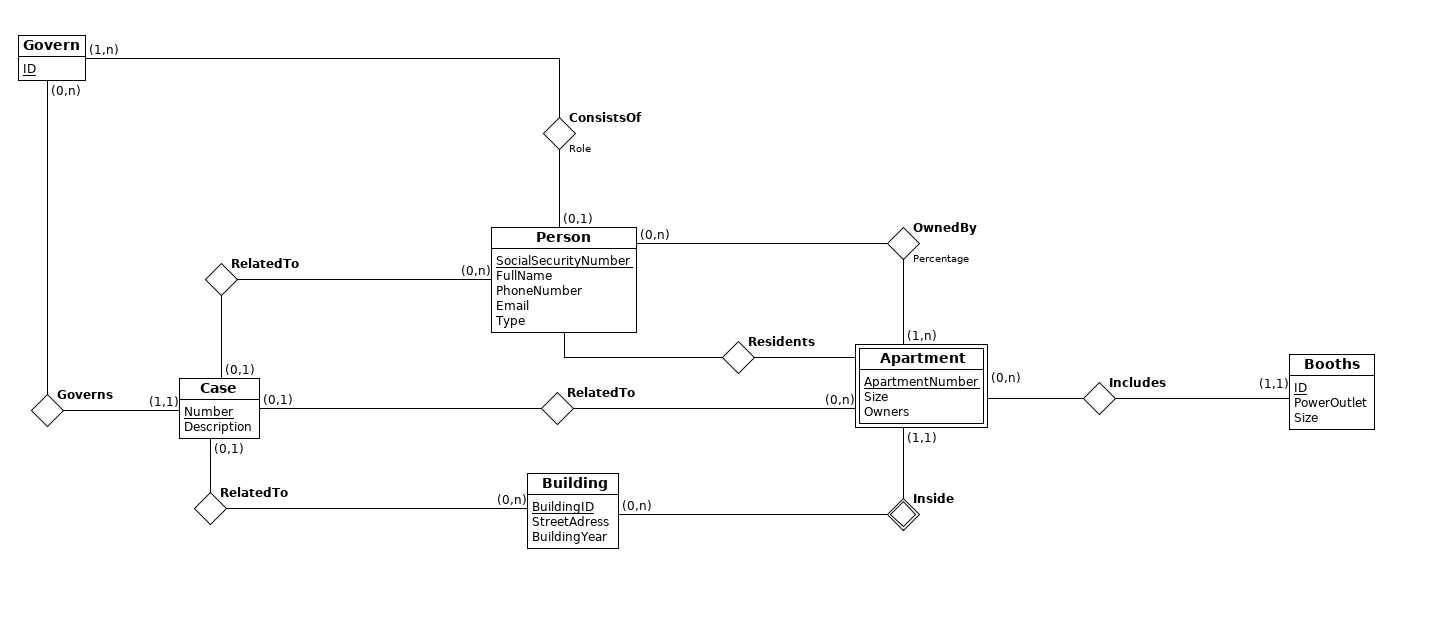 Govern
ID
(1,n)
(0,n)
ConsistsOf
Role
(0,1)
Person
SocialSecurityNumber
FullName
PhoneNumber
Email
Type
(0,n)
OwnedBy
Percentage
RelatedTo
(0,n)
(1,n)
Residents
Apartment
ApartmentNumber
Size
Owners
(0,n)
Includes
(1,1)
Booths
ID
PowerOutlet
Size
(0,1)
Governs
(1,1)
Case
Number
Description
(0,1)
RelatedTo
(0,n)
(1,1)
(0,1)
RelatedTo
(0,n)
Building
BuildingID
StreetAdress
BuildingYear
(0,n)
Inside